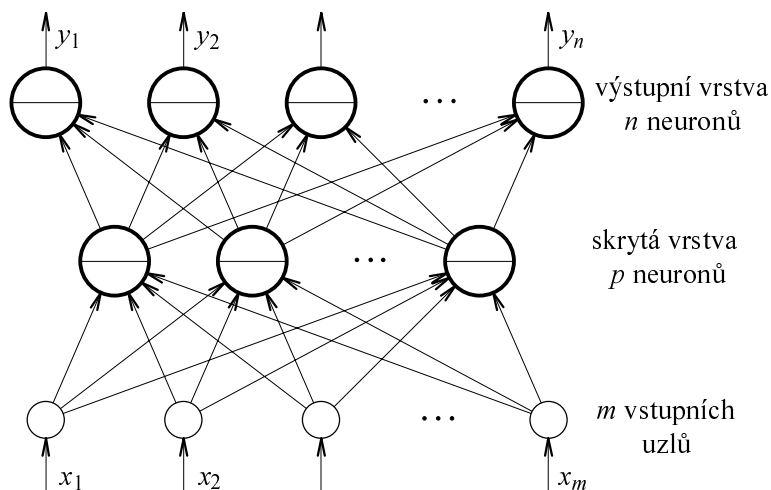 y₁ y₂ yₙ
... výstupní vrstva
n neuronů
skrytá vrstva
... p neuronů
... m vstupních
uzlů
x₁ x₂ xₘ